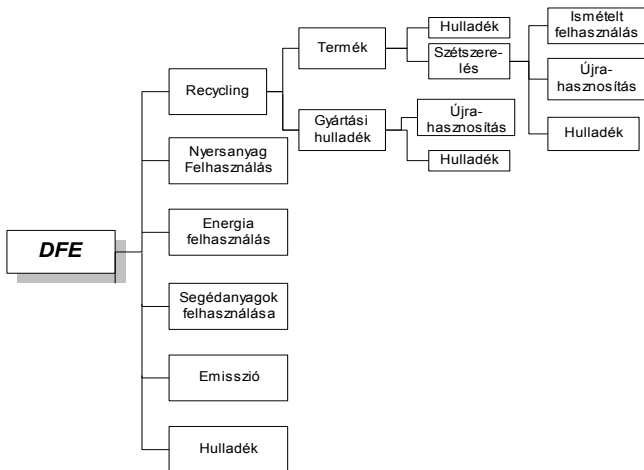 DFE
Recycling
Nyersanyag
Felhasználás
Energia
felhasználás
Segédanyagok
felhasználása
Emisszió
Hulladék
Termék
Gyártási
hulladék
Hulladék
Szétszere-
lés
Újra-
hasznosítás
Hulladék
Ismételt
felhasználás
Újra-
hasznosítás
Hulladék